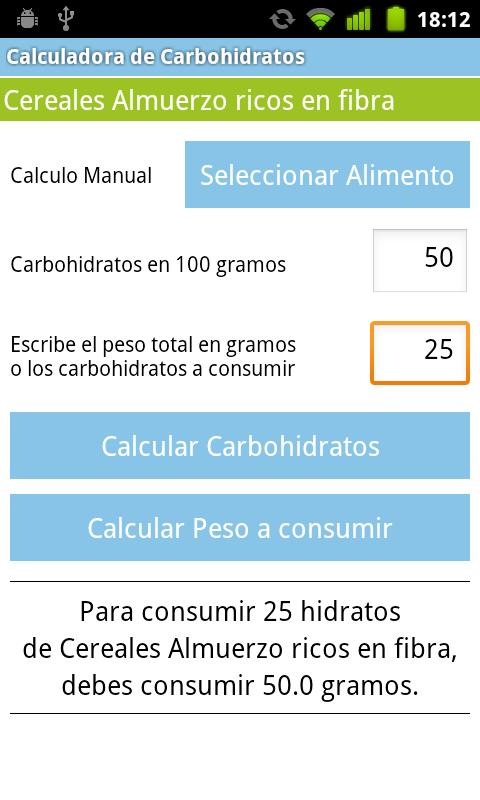 18:12
Calculadora de Carbohidratos
Cereales Almuerzo ricos en fibra
Calculo Manual
Seleccionar Alimento
Carbohidratos en 100 gramos
50
Escribe el peso total en gramos
o los carbohidratos a consumir
25
Calcular Carbohidratos
Calcular Peso a consumir
Para consumir 25 hidratos
de Cereales Almuerzo ricos en fibra,
debes consumir 50.0 gramos.